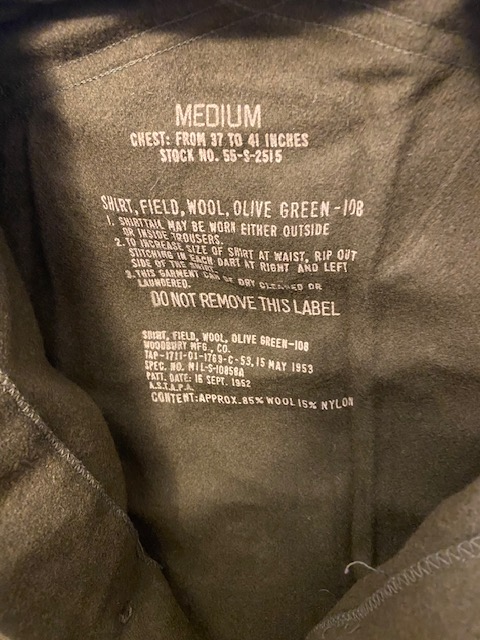 MEDIUM
CHEST: FROM 37 TO 41 INCHES
STOCK NO. 55-S-2515
SHIRT, FIELD, WOOL, OLIVE GREEN-108
1. SHIRTTAIL MAY BE WORN EITHER OUTSIDE
OR INSIDE TROUSERS.
2. TO INCREASE SIZE OF SHIRT AT WAIST, RIP OUT
STITCHING IN EACH DART AT RIGHT AND LEFT
SIDE OF THE SHIRT.
3. THIS GARMENT CAN BE DRY CLEANED OR
LAUNDERED.
DO NOT REMOVE THIS LABEL
SHIRT, FIELD, WOOL, OLIVE GREEN-108
WOODBURY MFG., CO.
TAP-1711-01-1769-C-53, 15 MAY 1953
SPEC. NO. MIL-S-10858A
PATT. DATE: 16 SEPT. 1952
A.S.T.A.P.A.
CONTENT: APPROX. 85% WOOL 15% NYLON